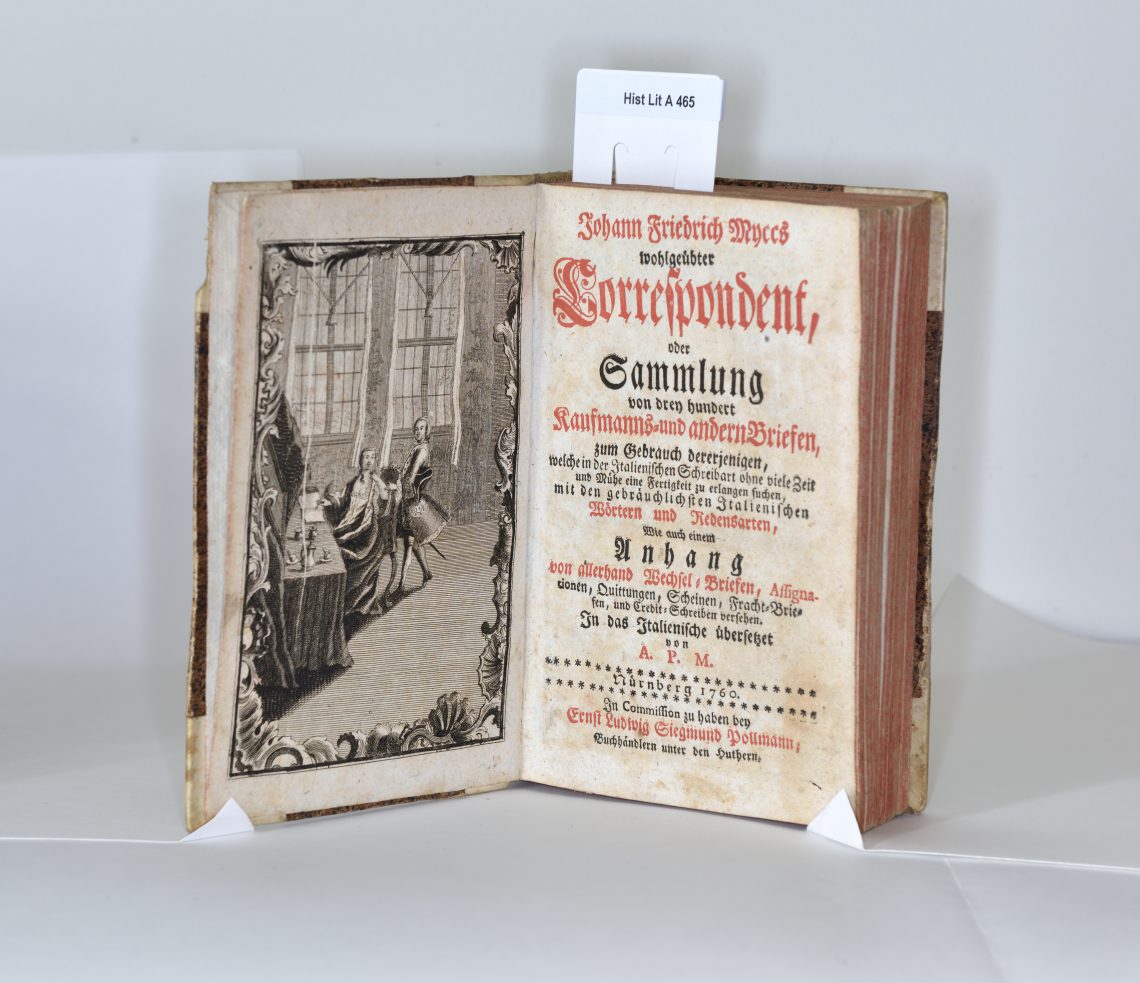 Hist Lit A 465
Johann Friedrich Myccs
wohlgeübter
Correſpondent,
oder
Sammlung
von drey hundert
Kaufmanns-und andern Briefen,
zum Gebrauch dererjenigen,
welche in der Italieniſchen Schreibart ohne viele Zeit
und Mühe eine Fertigkeit zu erlangen ſuchen,
mit den gebräuchlichſten Italieniſchen
Wörtern und Redensarten,
Wie auch einem
Anhang
von allerhand Wechſel-Briefen, Aſſigna-
tionen, Quittungen, Scheinen, Fracht-Brie-
fen, und Credit-Schreiben verſehen.
In das Italieniſche überſetzet
von
A. P. M.
Nürnberg 1760.
In Commiſſion zu haben bey
Ernſt Ludwig Siegmund Pollmann,
Buchhändlern unter den Huthern.